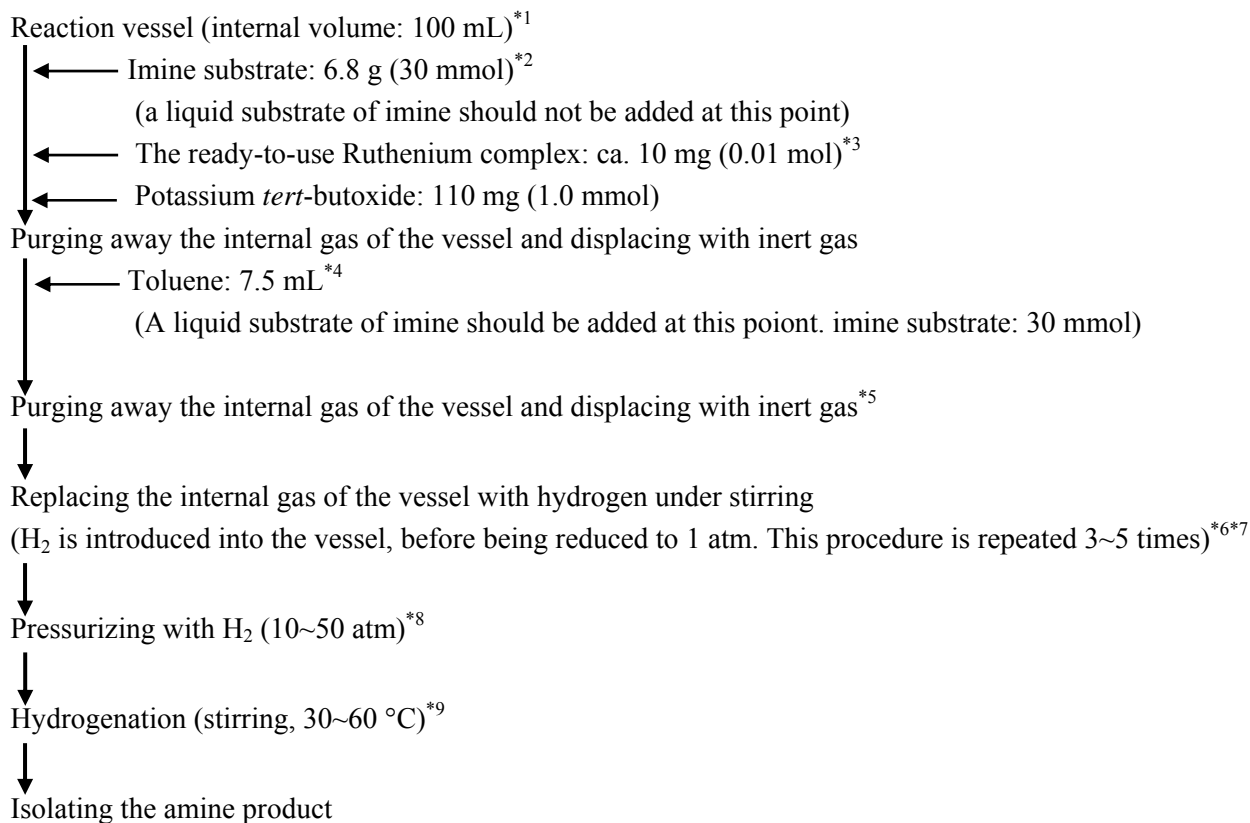 Reaction vessel (internal volume: 100 mL)*1
Imine substrate: 6.8 g (30 mmol)*2
(a liquid substrate of imine should not be added at this point)
The ready-to-use Ruthenium complex: ca. 10 mg (0.01 mol)*3
Potassium tert-butoxide: 110 mg (1.0 mmol)
Purging away the internal gas of the vessel and displacing with inert gas
Toluene: 7.5 mL*4
(A liquid substrate of imine should be added at this poiont. imine substrate: 30 mmol)
Purging away the internal gas of the vessel and displacing with inert gas*5
Replacing the internal gas of the vessel with hydrogen under stirring
(H2 is introduced into the vessel, before being reduced to 1 atm. This procedure is repeated 3~5 times)*6*7
Pressurizing with H2 (10~50 atm)*8
Hydrogenation (stirring, 30~60 °C)*9
Isolating the amine product